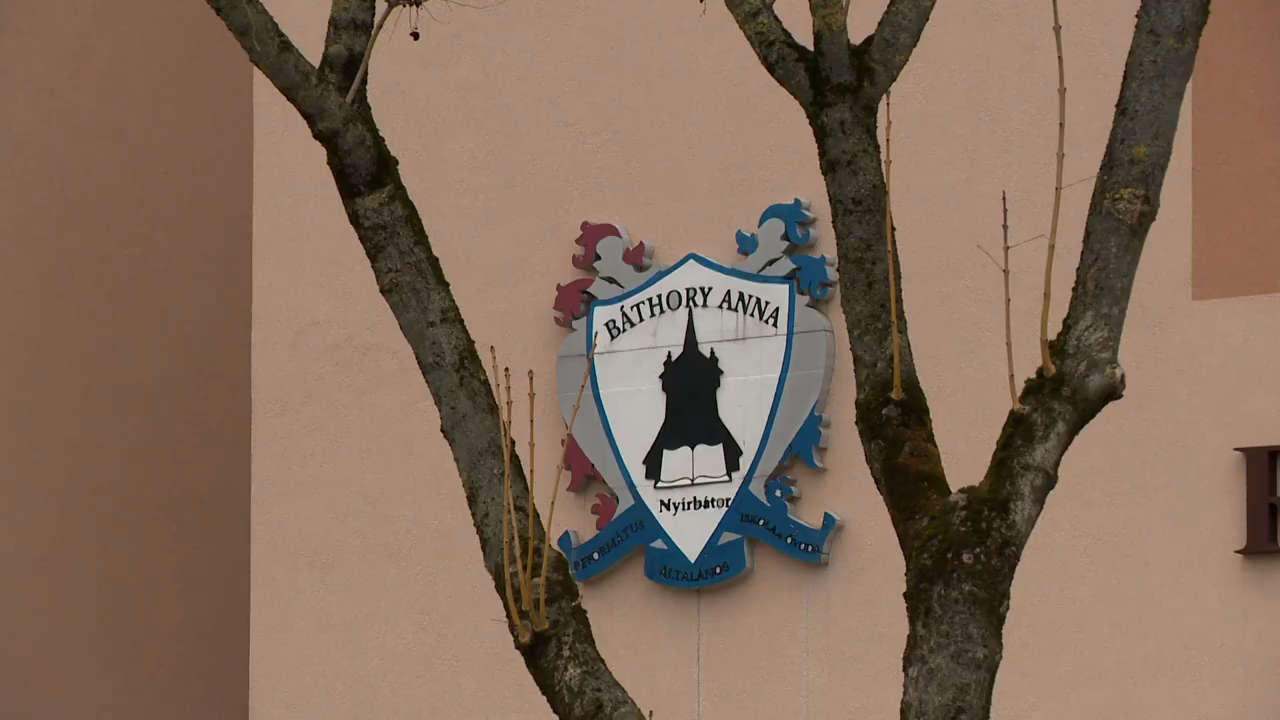 BÁTHORY ANNA
Nyírbátor
REFORMÁTUS
ÁLTALÁNOS
ISKOLA és ÓVODA